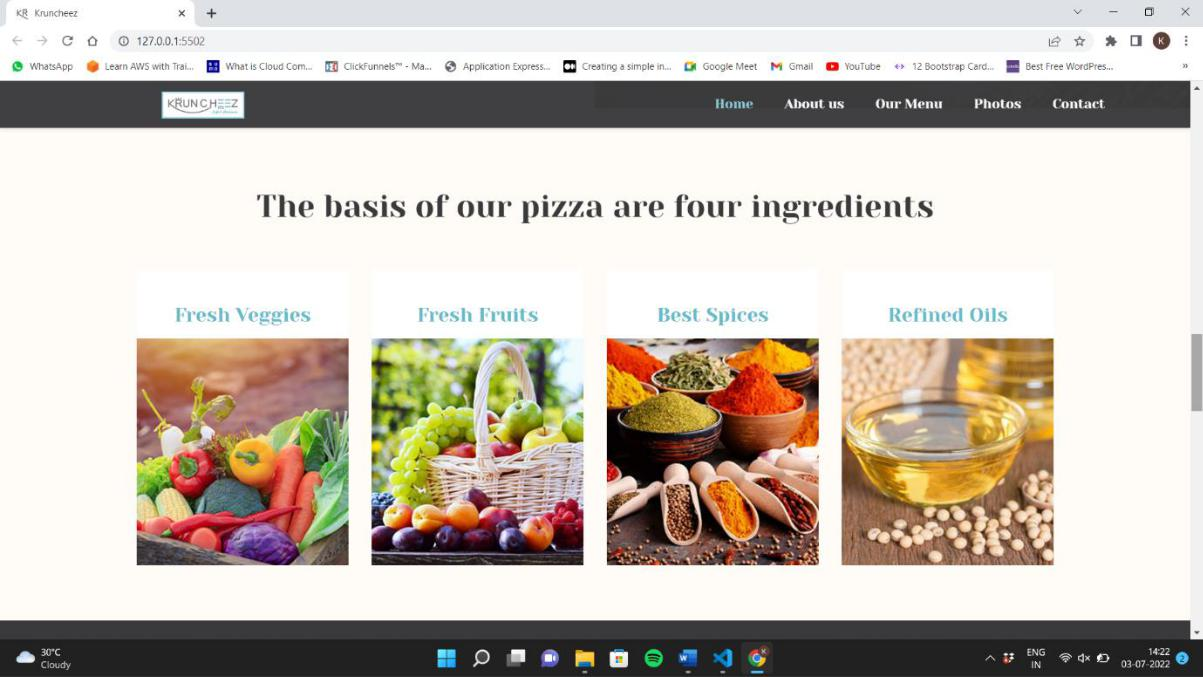 KR Kruncheez
127.0.0.1:5502
K
WhatsApp
Learn AWS with Trai...
What is Cloud Com...
ClickFunnels™ - Ma...
Application Express...
Creating a simple in...
Google Meet
Gmail
YouTube
12 Bootstrap Card...
Best Free WordPres...
»
KRUNCHEEZ
Home
About us
Our Menu
Photos
Contact
The basis of our pizza are four ingredients
Fresh Veggies
Fresh Fruits
Best Spices
Refined Oils
30°C
Cloudy
ENG
IN
14:22
03-07-2022
2